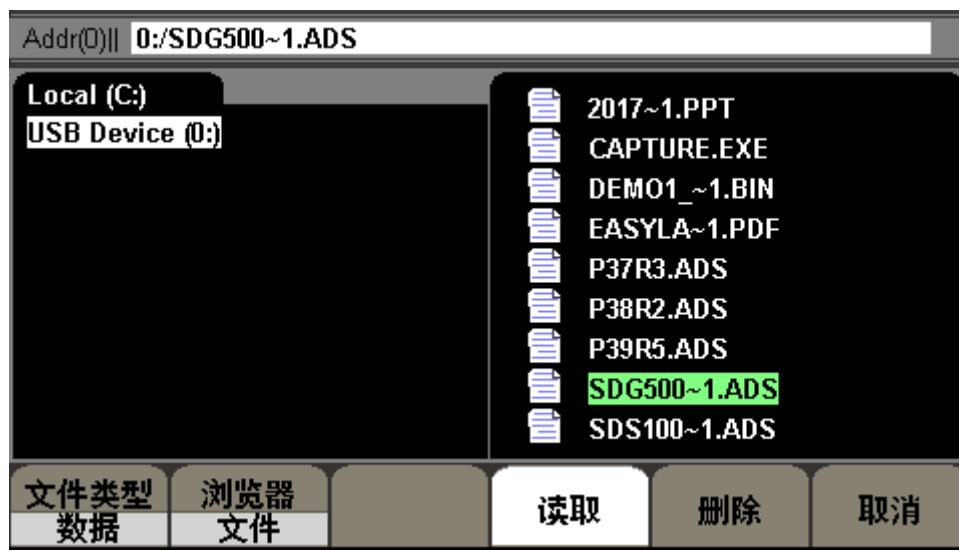 Addr(0)|| 0:/SDG500~1.ADS
Local (C:)
USB Device (0:)
2017~1.PPT
CAPTURE.EXE
DEMO1_~1.BIN
EASYLA~1.PDF
P37R3.ADS
P38R2.ADS
P39R5.ADS
SDG500~1.ADS
SDS100~1.ADS
文件类型
数据
浏览器
文件
读取
删除
取消